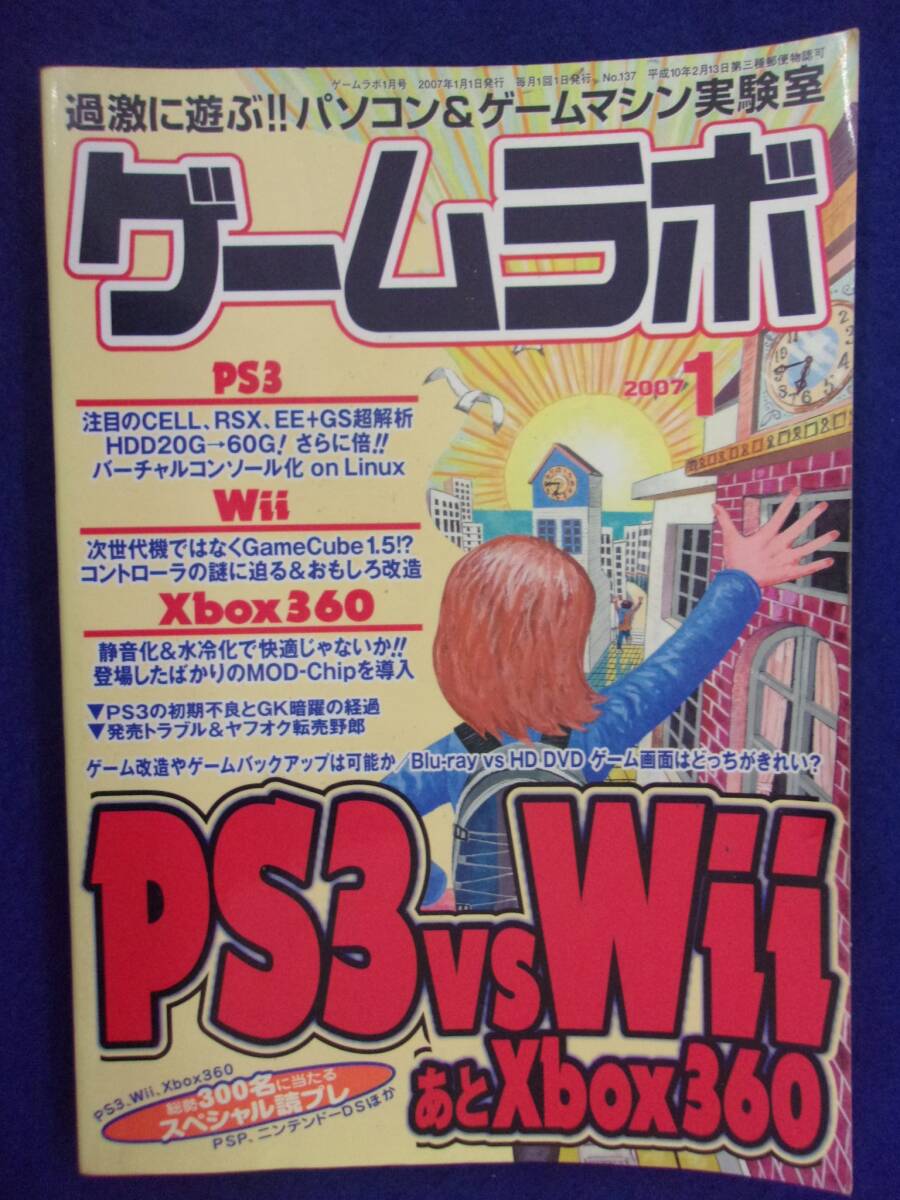 ゲームラボ1月号 2007年1月1日発行 毎月1回1日発行 No.137 平成10年2月13日第三種郵便物認可
過激に遊ぶ!!パソコン&ゲームマシン実験室
ゲームラボ
2007 1
PS3
注目のCELL、RSX、EE+GS超解析
HDD20G→60G! さらに倍!!
バーチャルコンソール化 on Linux
Wii
次世代機ではなくGameCube1.5!?
コントローラの謎に迫る&おもしろ改造
Xbox360
静音化&水冷化で快適じゃないか!!
登場したばかりのMOD-Chipを導入
▼PS3の初期不良とGK暗躍の経過
▼発売トラブル&ヤフオク転売野郎
ゲーム改造やゲームバックアップは可能か/Blu-ray vs HD DVD ゲーム画面はどっちがきれい?
PS3 vs Wii
あとXbox360
PS3、Wii、Xbox360
総勢300名に当たる
スペシャル読プレ
PSP、ニンテンドーDSほか